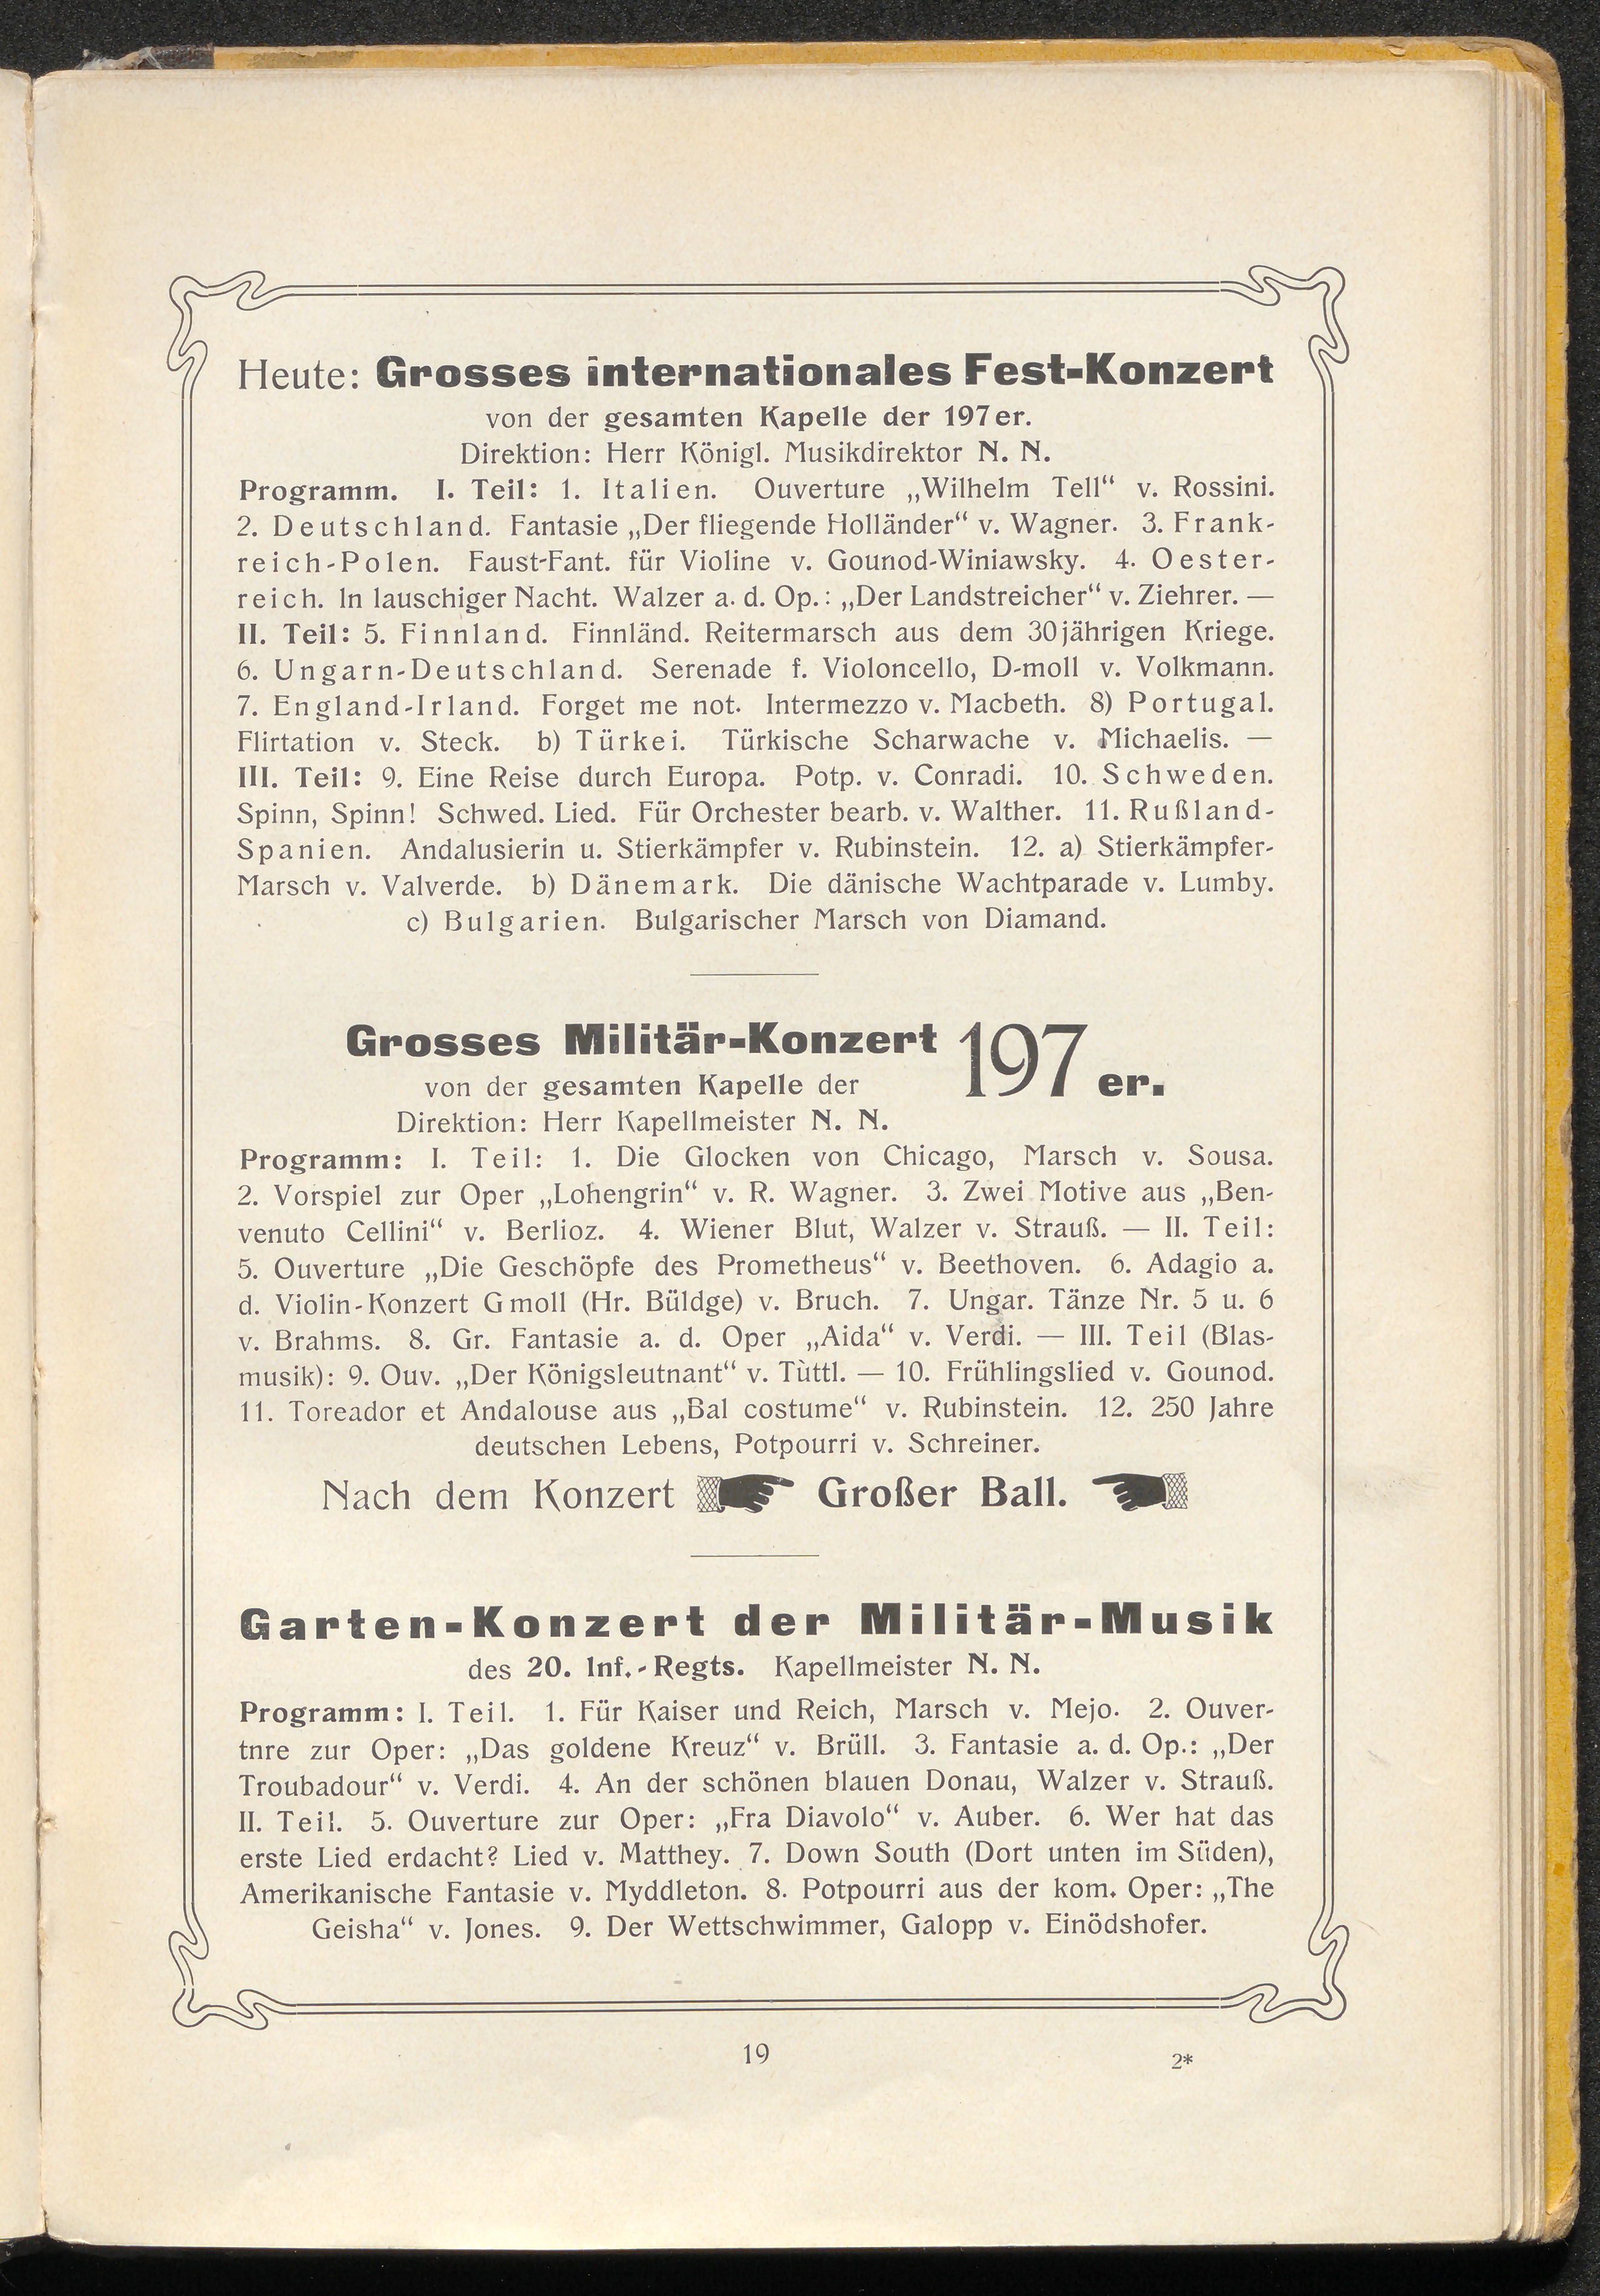 Heute: Grosses internationales Fest-Konzert
von der gesamten Kapelle der 197er.
Direktion: Herr Königl. Musikdirektor N. N.
Programm. I. Teil: 1. Italien. Ouverture „Wilhelm Tell“ v. Rossini.
2. Deutschland. Fantasie „Der fliegende Holländer“ v. Wagner. 3. Frank-
reich-Polen. Faust-Fant. für Violine v. Gounod-Winiawsky. 4. Oester-
reich. In lauschiger Nacht. Walzer a. d. Op.: „Der Landstreicher“ v. Ziehrer. —
II. Teil: 5. Finnland. Finnländ. Reitermarsch aus dem 30jährigen Kriege.
6. Ungarn-Deutschland. Serenade f. Violoncello, D-moll v. Volkmann.
7. England-Irland. Forget me not. Intermezzo v. Macbeth. 8) Portugal.
Flirtation v. Steck. b) Türkei. Türkische Scharwache v. Michaelis. —
III. Teil: 9. Eine Reise durch Europa. Potp. v. Conradi. 10. Schweden.
Spinn, Spinn! Schwed. Lied. Für Orchester bearb. v. Walther. 11. Rußland-
Spanien. Andalusierin u. Stierkämpfer v. Rubinstein. 12. a) Stierkämpfer-
Marsch v. Valverde. b) Dänemark. Die dänische Wachtparade v. Lumby.
c) Bulgarien. Bulgarischer Marsch von Diamand.
Grosses Militär-Konzert 197 er.
von der gesamten Kapelle der
Direktion: Herr Kapellmeister N. N.
Programm: I. Teil: 1. Die Glocken von Chicago, Marsch v. Sousa.
2. Vorspiel zur Oper „Lohengrin“ v. R. Wagner. 3. Zwei Motive aus „Ben-
venuto Cellini“ v. Berlioz. 4. Wiener Blut, Walzer v. Strauß. — II. Teil:
5. Ouverture „Die Geschöpfe des Prometheus“ v. Beethoven. 6. Adagio a.
d. Violin-Konzert G moll (Hr. Büldge) v. Bruch. 7. Ungar. Tänze Nr. 5 u. 6
v. Brahms. 8. Gr. Fantasie a. d. Oper „Aida“ v. Verdi. — III. Teil (Blas-
musik): 9. Ouv. „Der Königsleutnant“ v. Tùttl. — 10. Frühlingslied v. Gounod.
11. Toreador et Andalouse aus „Bal costume“ v. Rubinstein. 12. 250 Jahre
deutschen Lebens, Potpourri v. Schreiner.
Nach dem Konzert Großer Ball.
Garten-Konzert der Militär-Musik
des 20. Inf.-Regts. Kapellmeister N. N.
Programm: I. Teil. 1. Für Kaiser und Reich, Marsch v. Mejo. 2. Ouver-
tnre zur Oper: „Das goldene Kreuz“ v. Brüll. 3. Fantasie a. d. Op.: „Der
Troubadour“ v. Verdi. 4. An der schönen blauen Donau, Walzer v. Strauß.
II. Teil. 5. Ouverture zur Oper: „Fra Diavolo“ v. Auber. 6. Wer hat das
erste Lied erdacht? Lied v. Matthey. 7. Down South (Dort unten im Süden),
Amerikanische Fantasie v. Myddleton. 8. Potpourri aus der kom. Oper: „The
Geisha“ v. Jones. 9. Der Wettschwimmer, Galopp v. Einödshofer.
19
2*